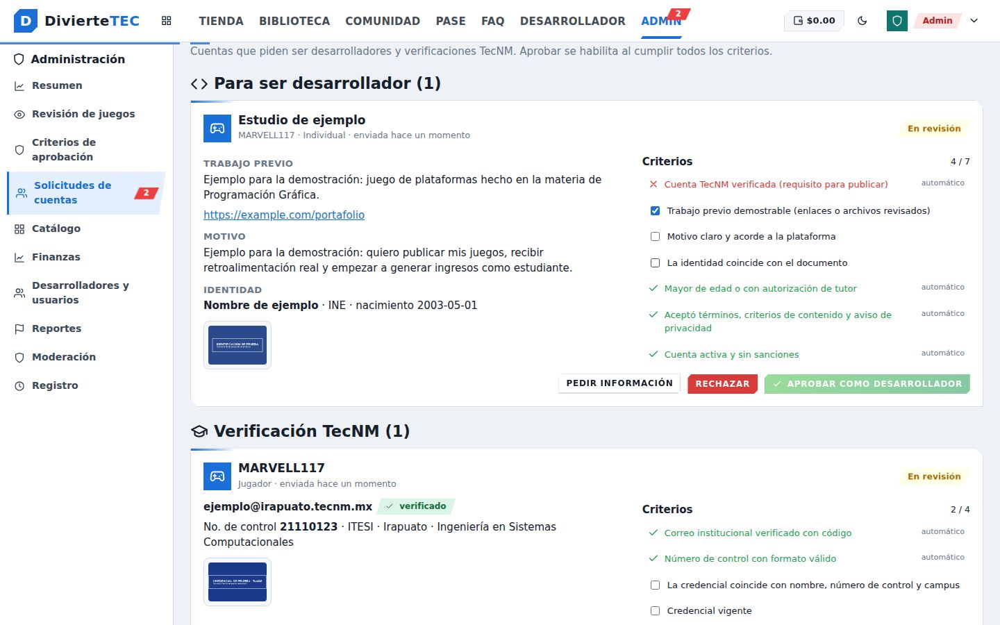 D DivierteTEC
TIENDA BIBLIOTECA COMUNIDAD PASE FAQ DESARROLLADOR ADMIN 2
$0.00 Admin
Administración
Resumen
Revisión de juegos
Criterios de
aprobación
Solicitudes de
cuentas
2
Catálogo
Finanzas
Desarrolladores y
usuarios
Reportes
Moderación
Registro
Cuentas que piden ser desarrolladores y verificaciones TecNM. Aprobar se habilita al cumplir todos los criterios.
Para ser desarrollador (1)
Estudio de ejemplo
MARVELL117 · Individual · enviada hace un momento
En revisión
TRABAJO PREVIO
Ejemplo para la demostración: juego de plataformas hecho en la materia de
Programación Gráfica.
https://example.com/portafolio
MOTIVO
Ejemplo para la demostración: quiero publicar mis juegos, recibir
retroalimentación real y empezar a generar ingresos como estudiante.
IDENTIDAD
Nombre de ejemplo · INE · nacimiento 2003-05-01
IDENTIFICACIÓN DE PRUEBA
Criterios 4 / 7
Cuenta TecNM verificada (requisito para publicar) automático
Trabajo previo demostrable (enlaces o archivos revisados)
Motivo claro y acorde a la plataforma
La identidad coincide con el documento
Mayor de edad o con autorización de tutor automático
Aceptó términos, criterios de contenido y aviso de automático
privacidad
Cuenta activa y sin sanciones automático
PEDIR INFORMACIÓN RECHAZAR APROBAR COMO DESARROLLADOR
Verificación TecNM (1)
MARVELL117
Jugador · enviada hace un momento
En revisión
ejemplo@irapuato.tecnm.mx verificado
No. de control 21110123 · ITESI · Irapuato · Ingeniería en Sistemas
Computacionales
CREDENCIAL DE PRUEBA · TecNM
Criterios 2 / 4
Correo institucional verificado con código automático
Número de control con formato válido automático
La credencial coincide con nombre, número de control y campus
Credencial vigente